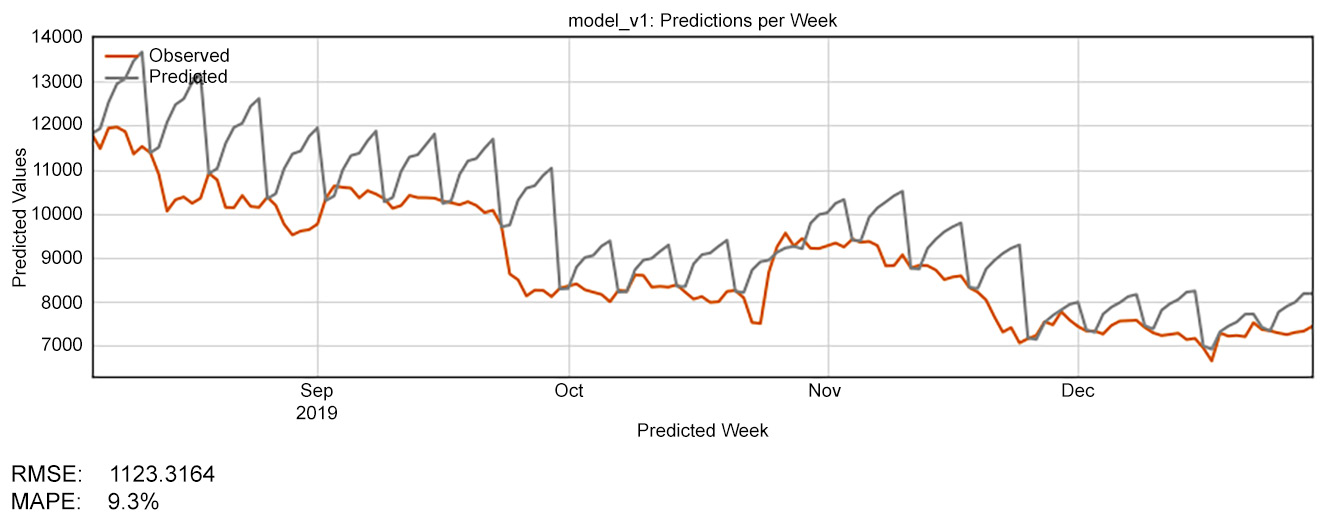 model_v1: Predictions per Week
14000
13000
12000
11000
10000
9000
8000
7000
Predicted Values
Observed
Predicted
Sep
2019
Oct
Nov
Dec
Predicted Week
RMSE: 1123.3164
MAPE: 9.3%